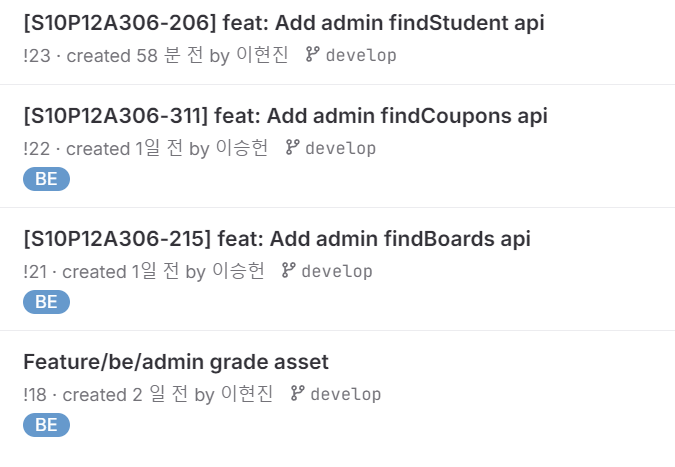 [S10P12A306-206] feat: Add admin findStudent api
!23 · created 58 분 전 by 이현진 develop
[S10P12A306-311] feat: Add admin findCoupons api
!22 · created 1일 전 by 이승헌 develop
BE
[S10P12A306-215] feat: Add admin findBoards api
!21 · created 1일 전 by 이승헌 develop
BE
Feature/be/admin grade asset
!18 · created 2 일 전 by 이현진 develop
BE